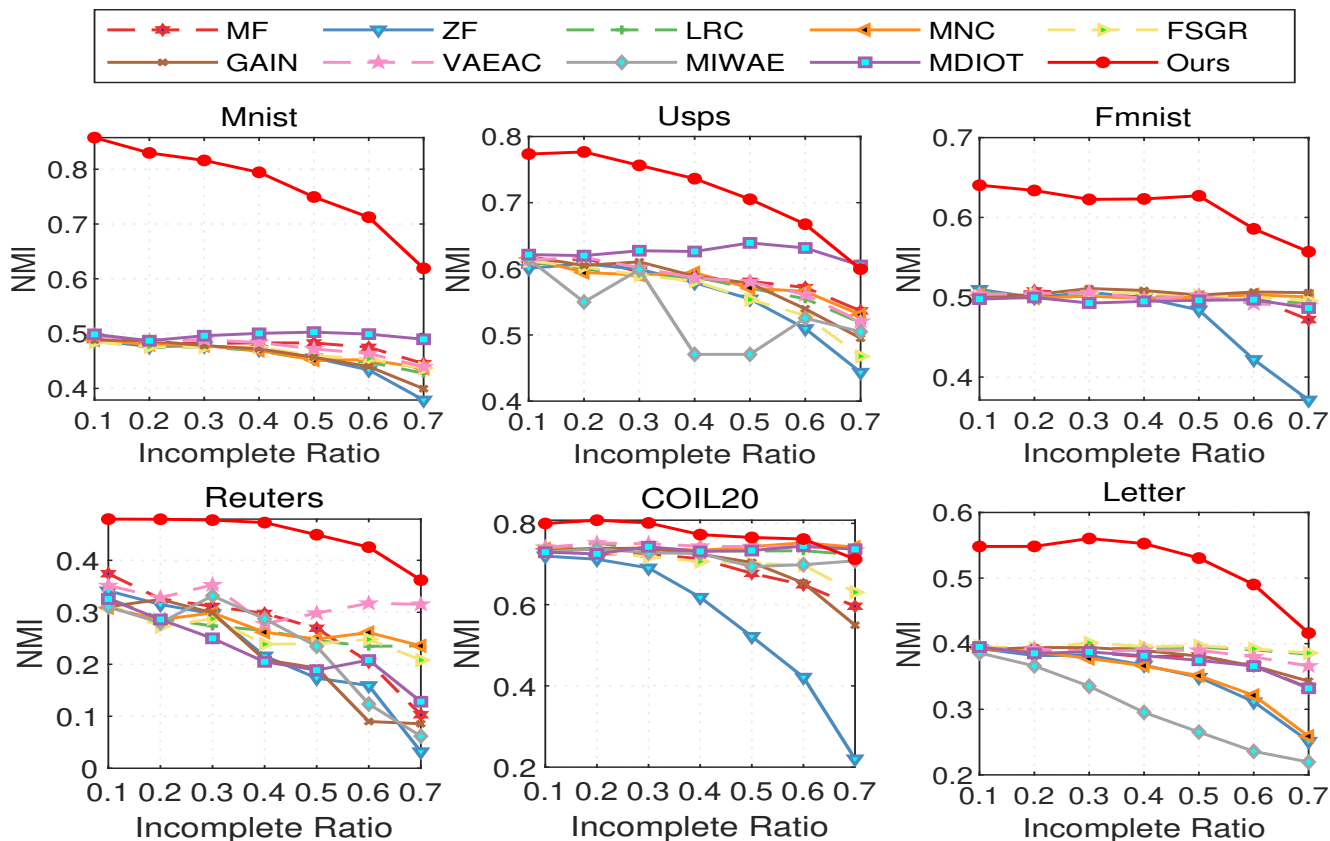 MF ZF LRC MNC FSGR
GAIN VAEAC MIWAE MDIOT Ours
Mnist
NMI
0.8
0.7
0.6
0.5
0.4
0.1 0.2 0.3 0.4 0.5 0.6 0.7
Incomplete Ratio
Usps
NMI
0.8
0.7
0.6
0.5
0.4
0.1 0.2 0.3 0.4 0.5 0.6 0.7
Incomplete Ratio
Fmnist
NMI
0.7
0.6
0.5
0.4
0.1 0.2 0.3 0.4 0.5 0.6 0.7
Incomplete Ratio
Reuters
NMI
0.4
0.3
0.2
0.1
0
0.1 0.2 0.3 0.4 0.5 0.6 0.7
Incomplete Ratio
COIL20
NMI
0.8
0.6
0.4
0.2
0.1 0.2 0.3 0.4 0.5 0.6 0.7
Incomplete Ratio
Letter
NMI
0.6
0.5
0.4
0.3
0.2
0.1 0.2 0.3 0.4 0.5 0.6 0.7
Incomplete Ratio